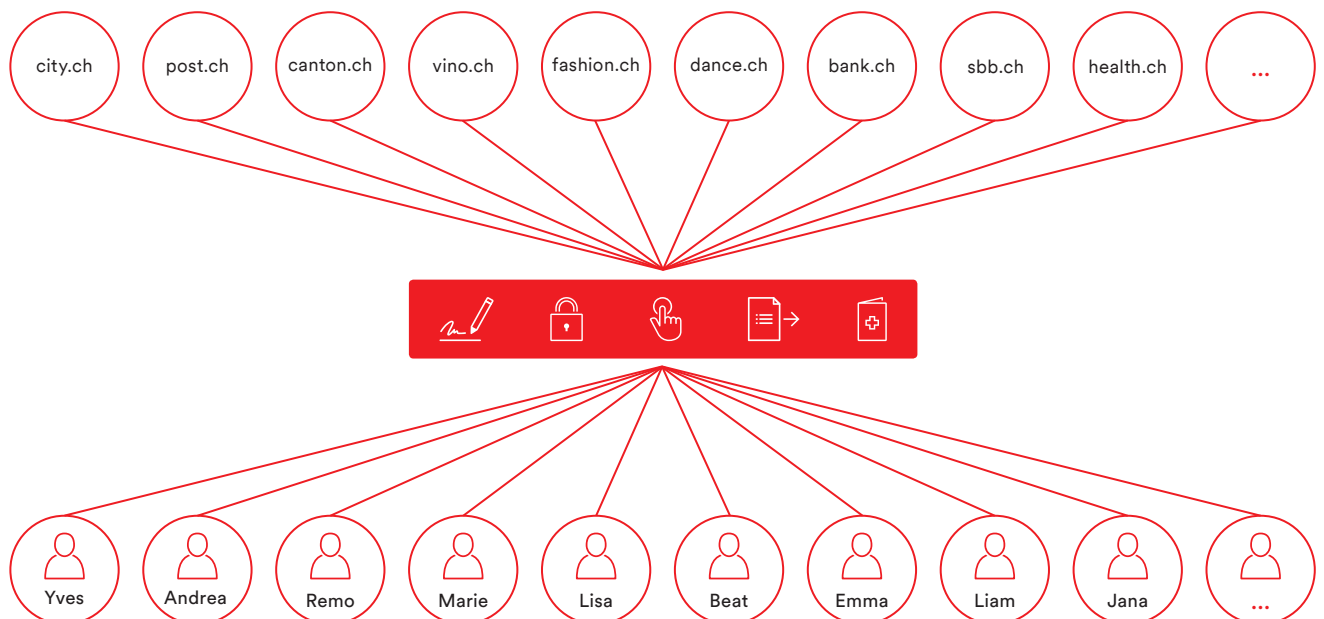 city.ch
post.ch
canton.ch
vino.ch
fashion.ch
dance.ch
bank.ch
sbb.ch
health.ch
...
Yves
Andrea
Remo
Marie
Lisa
Beat
Emma
Liam
Jana
...